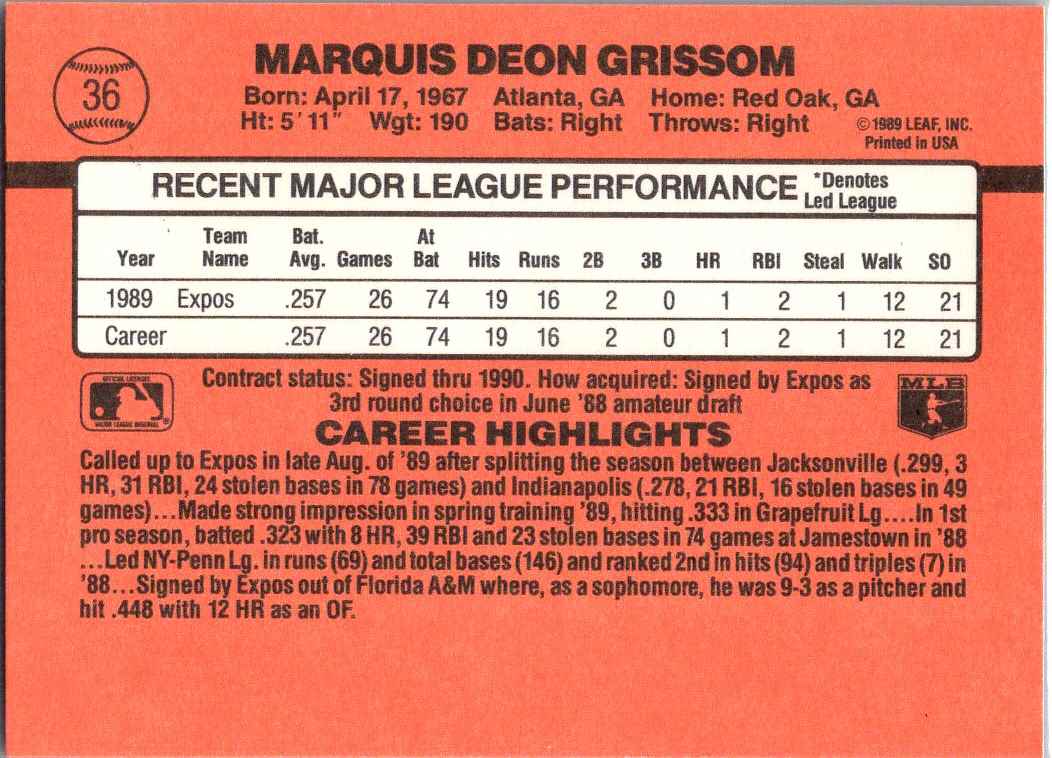 36
MARQUIS DEON GRISSOM
Born: April 17, 1967 Atlanta, GA Home: Red Oak, GA
Ht: 5' 11" Wgt: 190 Bats: Right Throws: Right
©1989 LEAF, INC.
Printed in USA
RECENT MAJOR LEAGUE PERFORMANCE *Denotes
Led League
Year Team Name Bat. Avg. Games At Bat Hits Runs 2B 3B HR RBI Steal Walk SO
1989 Expos .257 26 74 19 16 2 0 1 2 1 12 21
Career .257 26 74 19 16 2 0 1 2 1 12 21
OFFICIAL LICENSEE
MAJOR LEAGUE BASEBALL
®
Contract status: Signed thru 1990. How acquired: Signed by Expos as
3rd round choice in June '88 amateur draft
MLB
CAREER HIGHLIGHTS
Called up to Expos in late Aug. of '89 after splitting the season between Jacksonville (.299, 3
HR, 31 RBI, 24 stolen bases in 78 games) and Indianapolis (.278, 21 RBI, 16 stolen bases in 49
games)...Made strong impression in spring training '89, hitting .333 in Grapefruit Lg....In 1st
pro season, batted .323 with 8 HR, 39 RBI and 23 stolen bases in 74 games at Jamestown in '88
...Led NY-Penn Lg. in runs (69) and total bases (146) and ranked 2nd in hits (94) and triples (7) in
'88...Signed by Expos out of Florida A&M where, as a sophomore, he was 9-3 as a pitcher and
hit .448 with 12 HR as an OF.